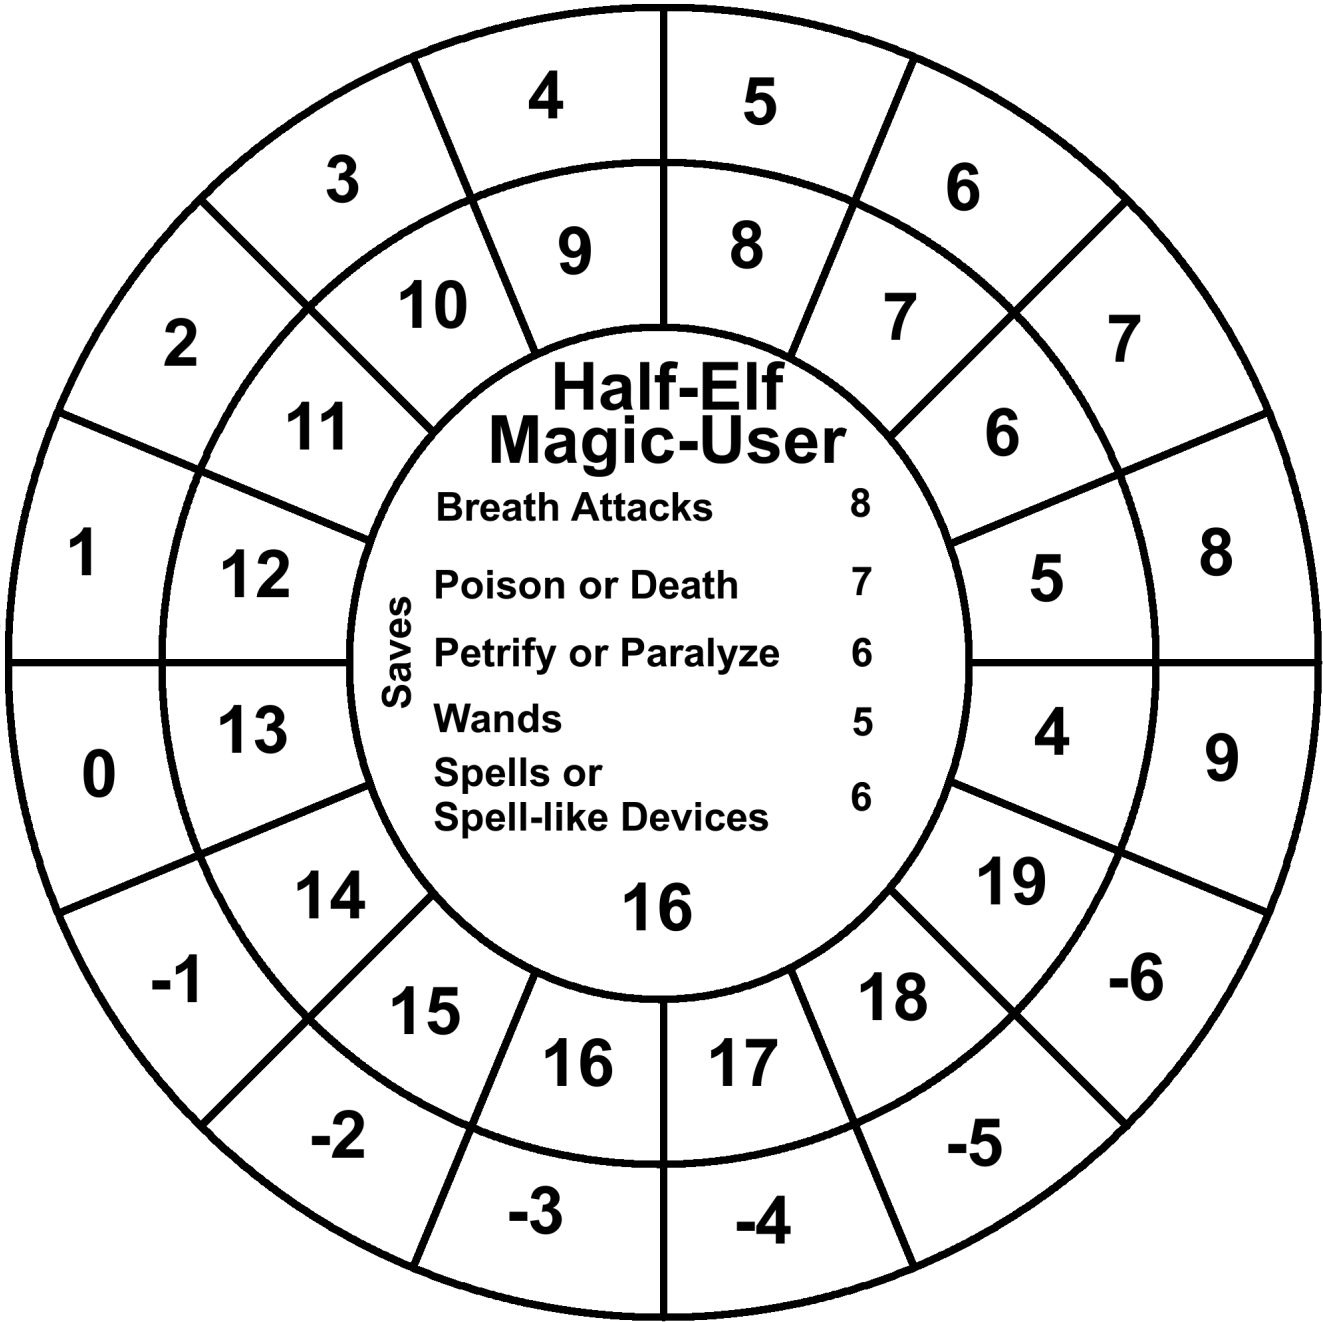 4 5
3 6
9 8
10 7
2 7
Half-Elf
11 6
Magic-User
Breath Attacks 8
1 8
12 5
Poison or Death 7
Saves
Petrify or Paralyze 6
Wands 5
13 4
0 9
Spells or
Spell-like Devices 6
14 19
16
-1 -6
15 18
16 17
-2 -5
-3 -4